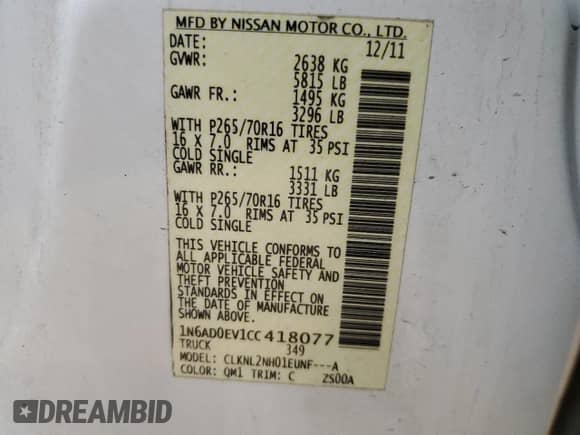 MFD BY NISSAN MOTOR CO., LTD.
DATE: 12/11
GVWR: 2638 KG
5815 LB
GAWR FR.: 1495 KG
3296 LB
WITH P265/70R16 TIRES
16 X 7.0 RIMS AT 35 PSI
COLD SINGLE
GAWR RR.: 1511 KG
3331 LB
WITH P265/70R16 TIRES
16 X 7.0 RIMS AT 35 PSI
COLD SINGLE
THIS VEHICLE CONFORMS TO
ALL APPLICABLE FEDERAL
MOTOR VEHICLE SAFETY AND
THEFT PREVENTION
STANDARDS IN EFFECT ON
THE DATE OF MANUFACTURE
SHOWN ABOVE.
1N6AD0EV1CC418077
TRUCK 349
MODEL: CLKNL2NH01EUNF---A
COLOR: QM1 TRIM: C ZS00A
DREAMBID